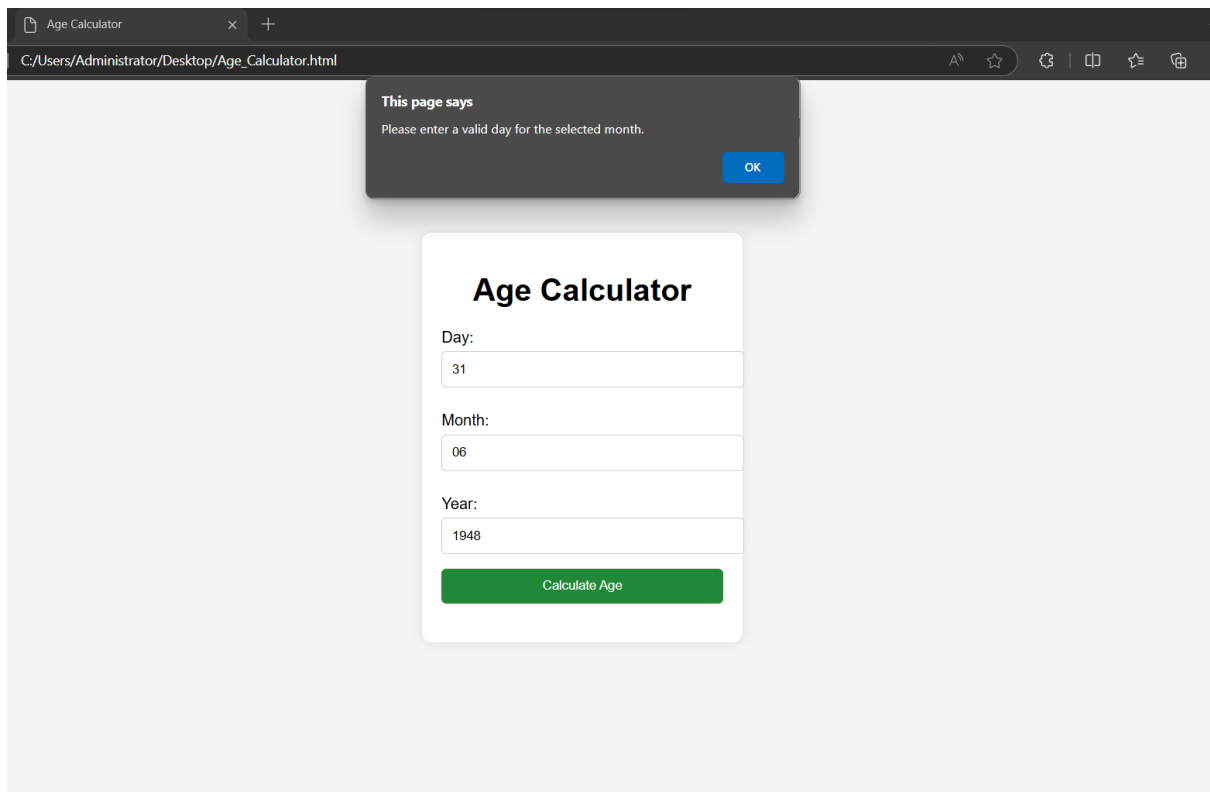 Age Calculator
C:/Users/Administrator/Desktop/Age_Calculator.html
This page says
Please enter a valid day for the selected month.
OK
Age Calculator
Day:
31
Month:
06
Year:
1948
Calculate Age